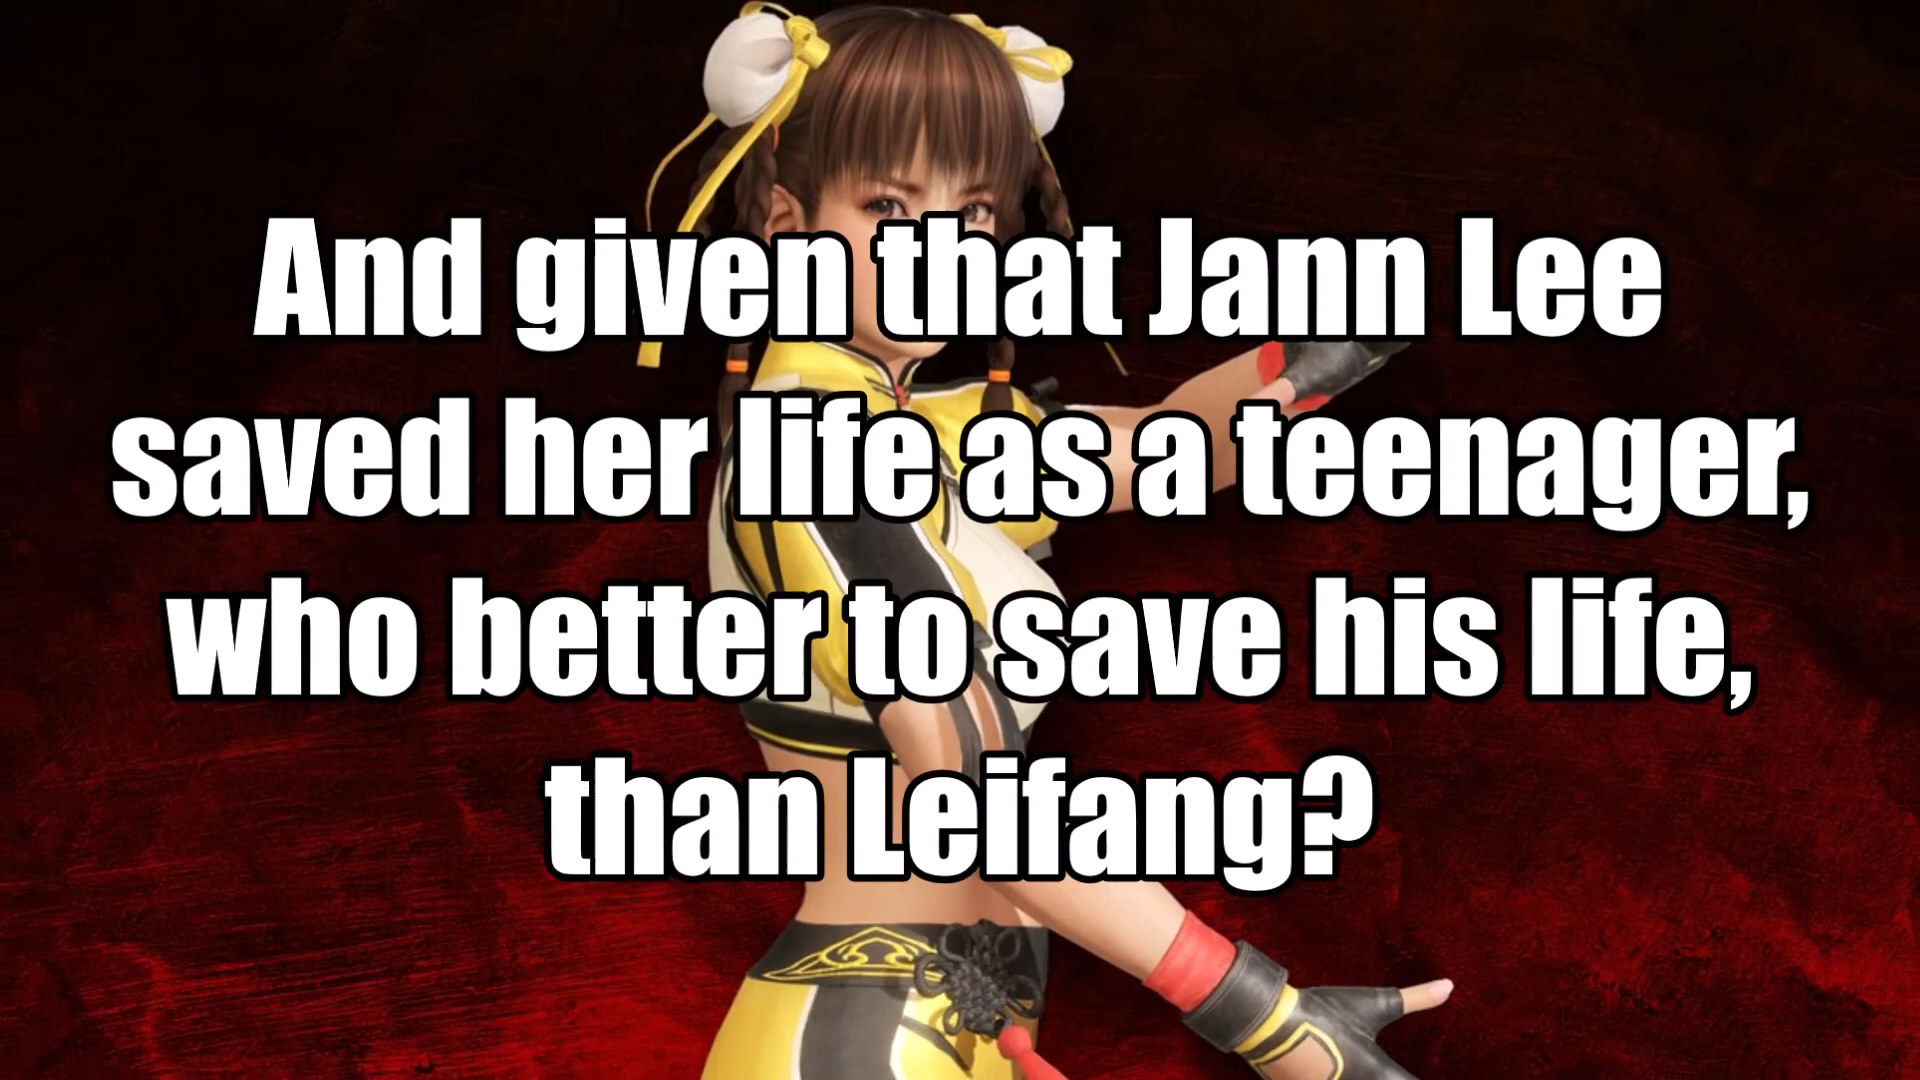 And given that Jann Lee
saved her life as a teenager,
who better to save his life,
than Leifang?